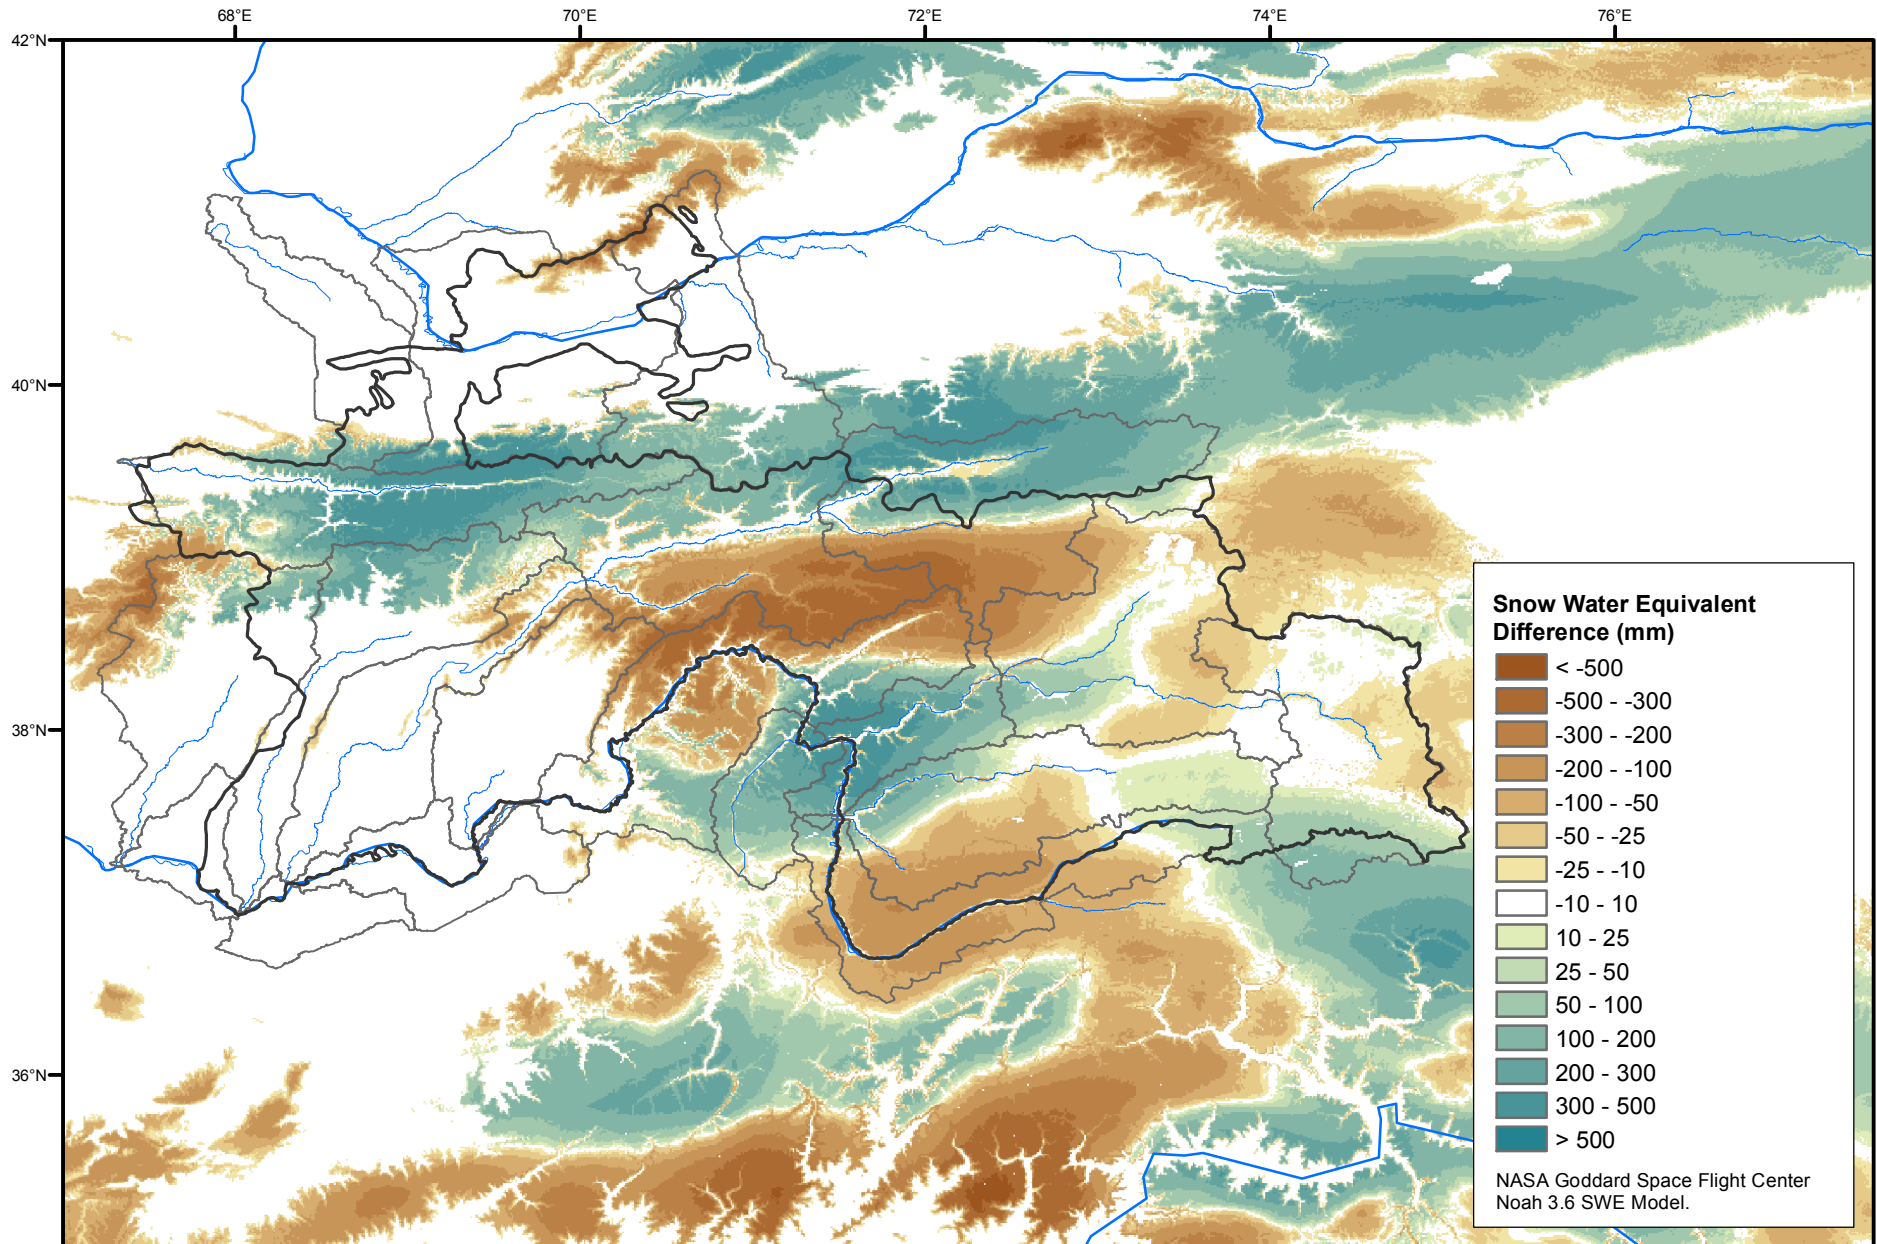 68°E
70°E
72°E
74°E
76°E
42°N
40°N
38°N
36°N
Snow Water Equivalent
Difference (mm)
< -500
-500 - -300
-300 - -200
-200 - -100
-100 - -50
-50 - -25
-25 - -10
-10 - 10
10 - 25
25 - 50
50 - 100
100 - 200
200 - 300
300 - 500
> 500
NASA Goddard Space Flight Center
Noah 3.6 SWE Model.